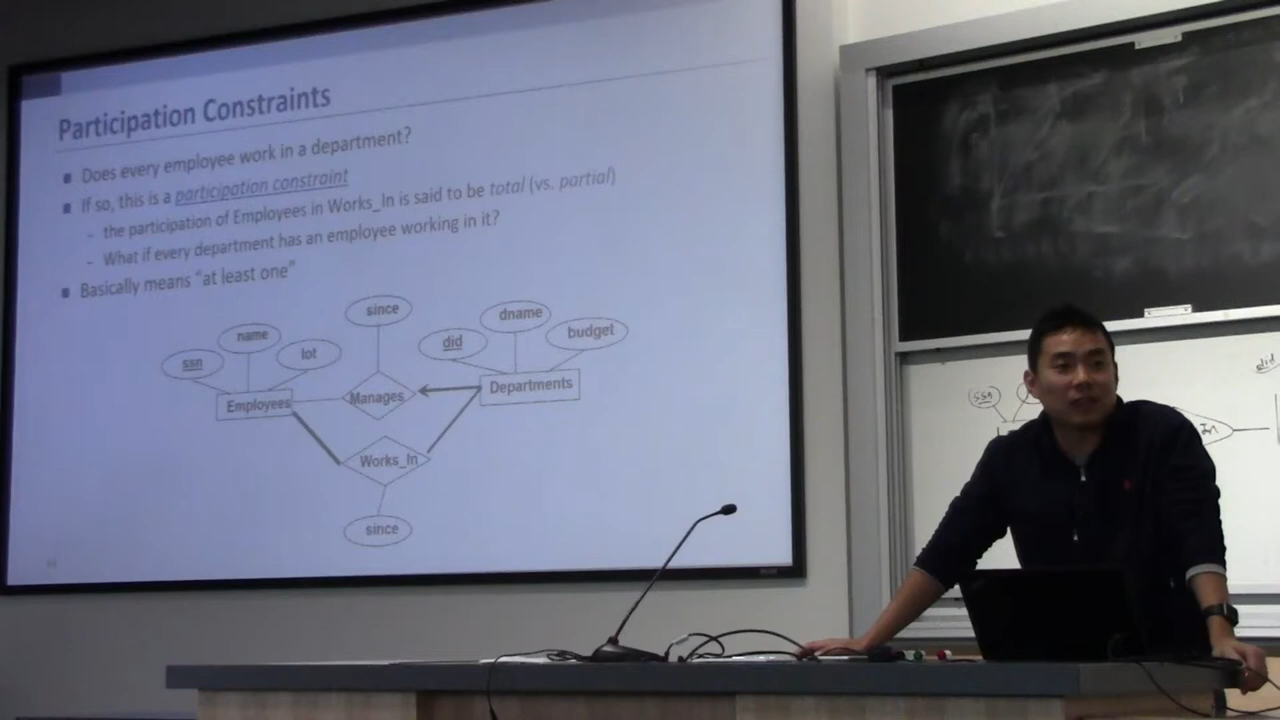 Participation Constraints
Does every employee work in a department?
If so, this is a participation constraint
- the participation of Employees in Works_In is said to be total (vs. partial)
- What if every department has an employee working in it?
Basically means “at least one”
since
dname
name
did
budget
ssn
lot
Employees
Manages
Departments
Works_In
since
did
ssn
In